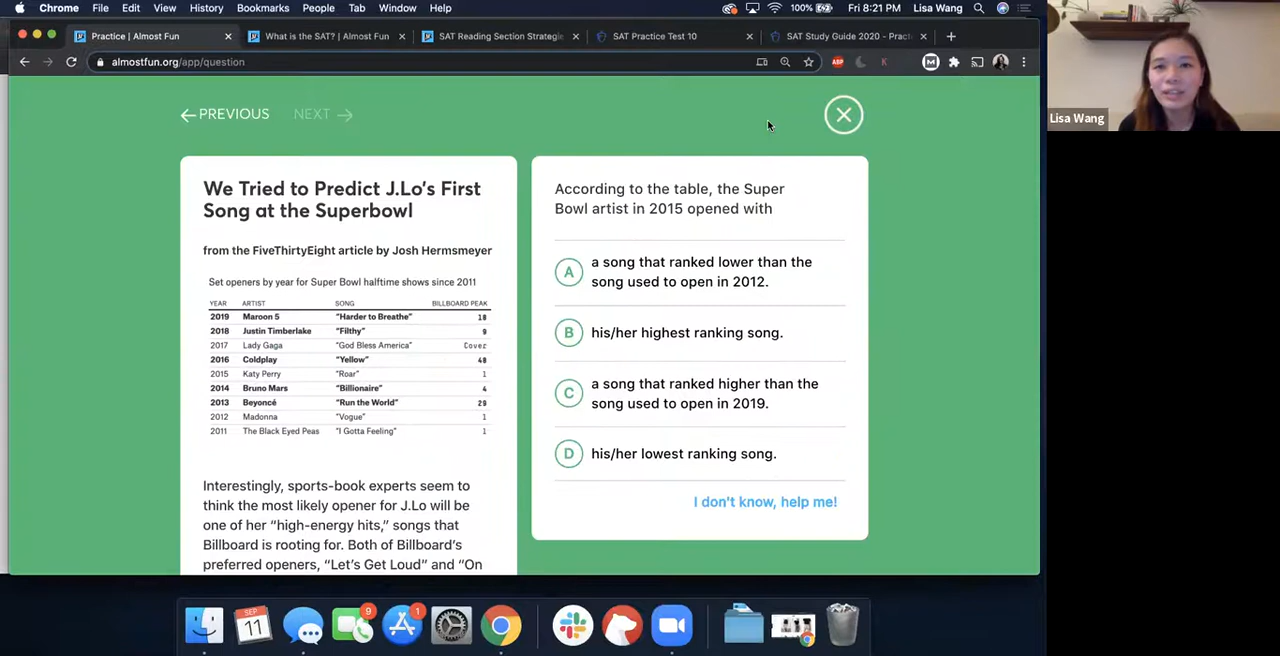 Chrome File Edit View History Bookmarks People Tab Window Help 100% Fri 8:21 PM Lisa Wang
Practice | Almost Fun What is the SAT? | Almost Fun SAT Reading Section Strategie SAT Practice Test 10 SAT Study Guide 2020 - Pract
almostfun.org/app/question ABP K M
Lisa Wang
PREVIOUS NEXT
We Tried to Predict J.Lo's First
Song at the Superbowl
from the FiveThirtyEight article by Josh Hermsmeyer
Set openers by year for Super Bowl halftime shows since 2011
YEAR ARTIST SONG BILLBOARD PEAK
2019 Maroon 5 "Harder to Breathe" 18
2018 Justin Timberlake "Filthy" 9
2017 Lady Gaga "God Bless America" Cover
2016 Coldplay "Yellow" 48
2015 Katy Perry "Roar" 1
2014 Bruno Mars "Billionaire" 4
2013 Beyoncé "Run the World" 29
2012 Madonna "Vogue" 1
2011 The Black Eyed Peas "I Gotta Feeling" 1
Interestingly, sports-book experts seem to
think the most likely opener for J.Lo will be
one of her "high-energy hits," songs that
Billboard is rooting for. Both of Billboard's
preferred openers, "Let's Get Loud" and "On
According to the table, the Super
Bowl artist in 2015 opened with
A a song that ranked lower than the
song used to open in 2012.
B his/her highest ranking song.
C a song that ranked higher than the
song used to open in 2019.
D his/her lowest ranking song.
I don't know, help me!
SEP
11
9
1